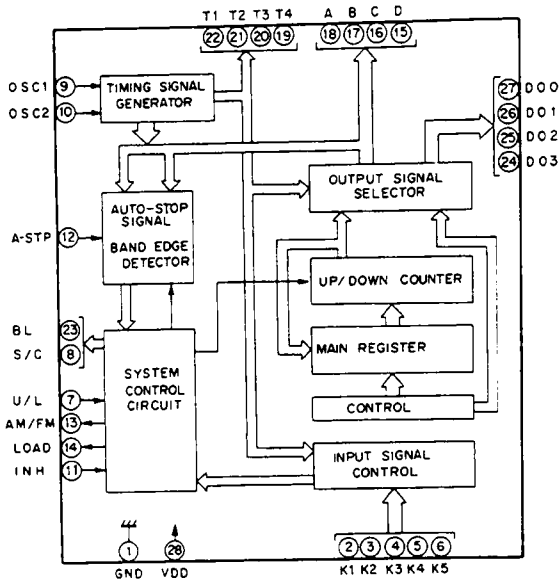 T1 T2 T3 T4
A B C D
22 21 20 19
18 17 16 15
OSC1 9
OSC2 10
TIMING SIGNAL
GENERATOR
27 DO0
26 DO1
25 DO2
24 DO3
OUTPUT SIGNAL
SELECTOR
A-STP 12
AUTO-STOP
SIGNAL
BAND EDGE
DETECTOR
UP/DOWN COUNTER
MAIN REGISTER
CONTROL
BL 23
S/C 8
U/L 7
AM/FM 13
LOAD 14
INH 11
SYSTEM
CONTROL
CIRCUIT
INPUT SIGNAL
CONTROL
1 28
GND VDD
2 3 4 5 6
K1 K2 K3 K4 K5